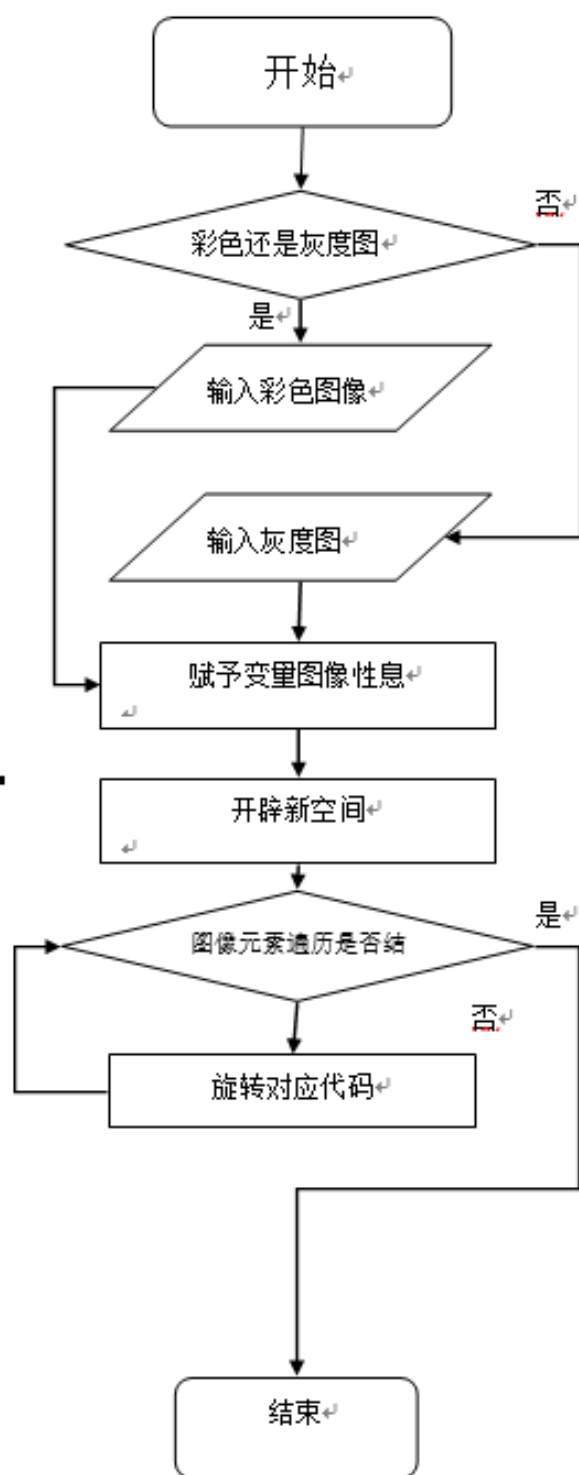 开始
否
彩色还是灰度图
是
输入彩色图像
输入灰度图
赋予变量图像性息
开辟新空间
是
图像元素遍历是否结
否
旋转对应代码
结束